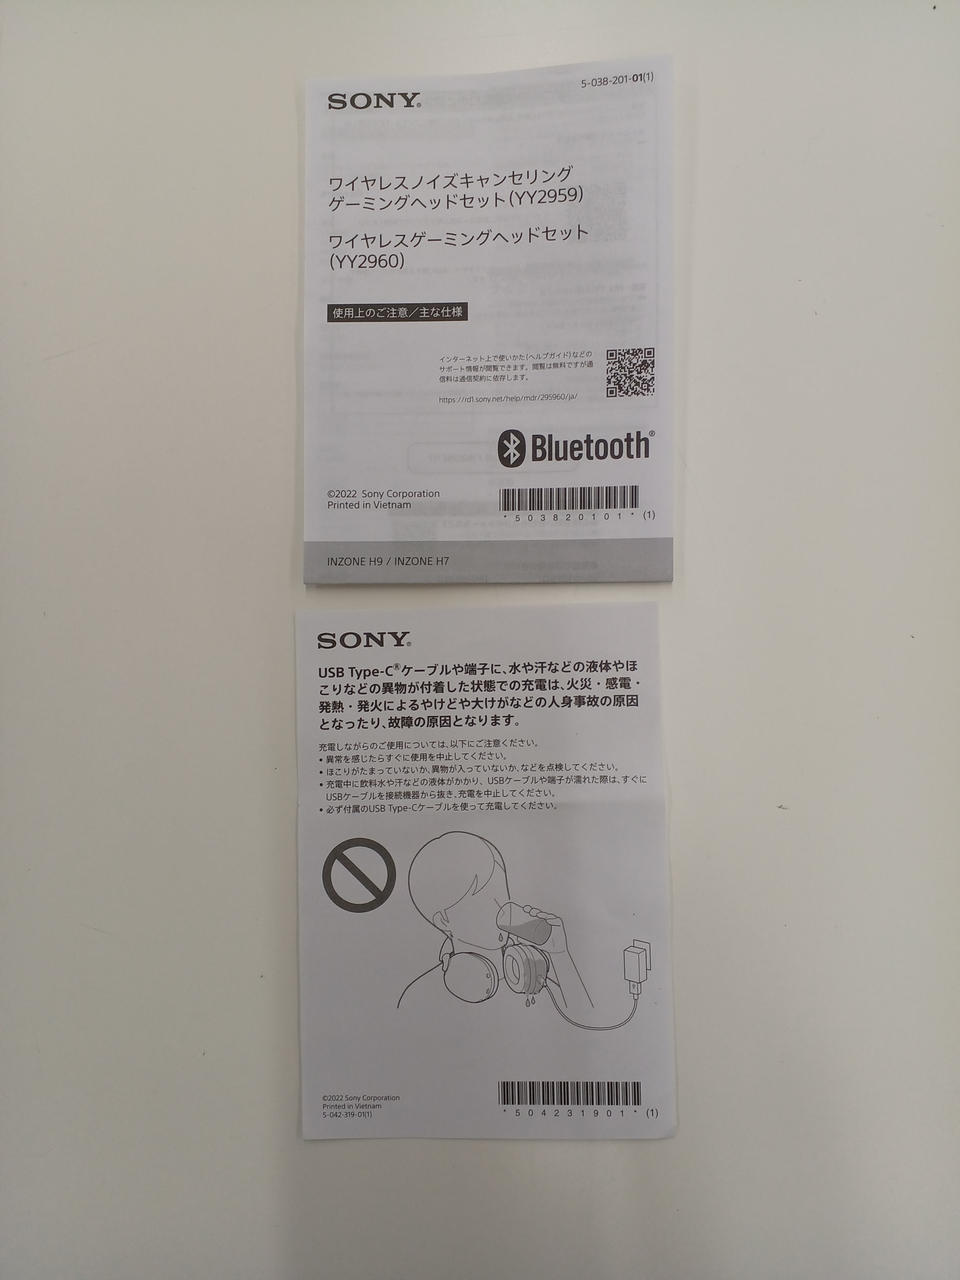 SONY®
5-038-201-01(1)
ワイヤレスノイズキャンセリング
ゲーミングヘッドセット(YY2959)
ワイヤレスゲーミングヘッドセット
(YY2960)
使用上のご注意／主な仕様
インターネット上で使いかた(ヘルプガイド)などの
サポート情報が閲覧できます。閲覧は無料ですが通
信料は通信契約に依存します。
https://rd1.sony.net/help/mdr/295960/ja/
Bluetooth®
©2022 Sony Corporation
Printed in Vietnam
*503820101* (1)
INZONE H9 / INZONE H7
SONY®
USB Type-C®ケーブルや端子に、水や汗などの液体やほ
こりなどの異物が付着した状態での充電は、火災・感電・
発熱・発火によるやけどや大けがなどの人身事故の原因
となったり、故障の原因となります。
充電しながらのご使用については、以下にご注意ください。
• 異常を感じたらすぐに使用を中止してください。
• ほこりがたまっていないか、異物が入っていないか、などを点検してください。
• 充電中に飲料水や汗などの液体がかかり、USBケーブルや端子が濡れた際は、すぐに
USBケーブルを接続機器から抜き、充電を中止してください。
• 必ず付属のUSB Type-Cケーブルを使って充電してください。
©2022 Sony Corporation
Printed in Vietnam
5-042-319-01(1)
*504231901* (1)